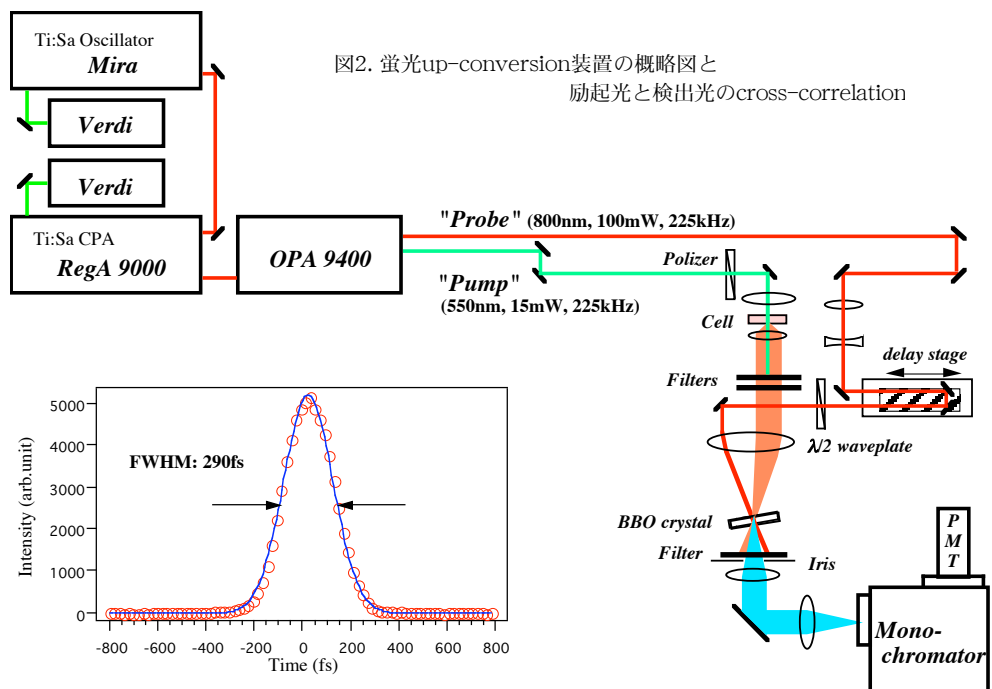 Ti:Sa Oscillator
Mira
Verdi
Verdi
Ti:Sa CPA
RegA 9000
OPA 9400
図2. 蛍光up-conversion装置の概略図と
励起光と検出光のcross-correlation
"Probe" (800nm, 100mW, 225kHz)
"Pump"
(550nm, 15mW, 225kHz)
Polizer
Cell
delay stage
Filters
λ/2 waveplate
BBO crystal
Filter
Iris
PMT
Mono-
chromator
FWHM: 290fs
Intensity (arb.unit)
5000
4000
3000
2000
1000
0
-800 -600 -400 -200 0 200 400 600 800
Time (fs)